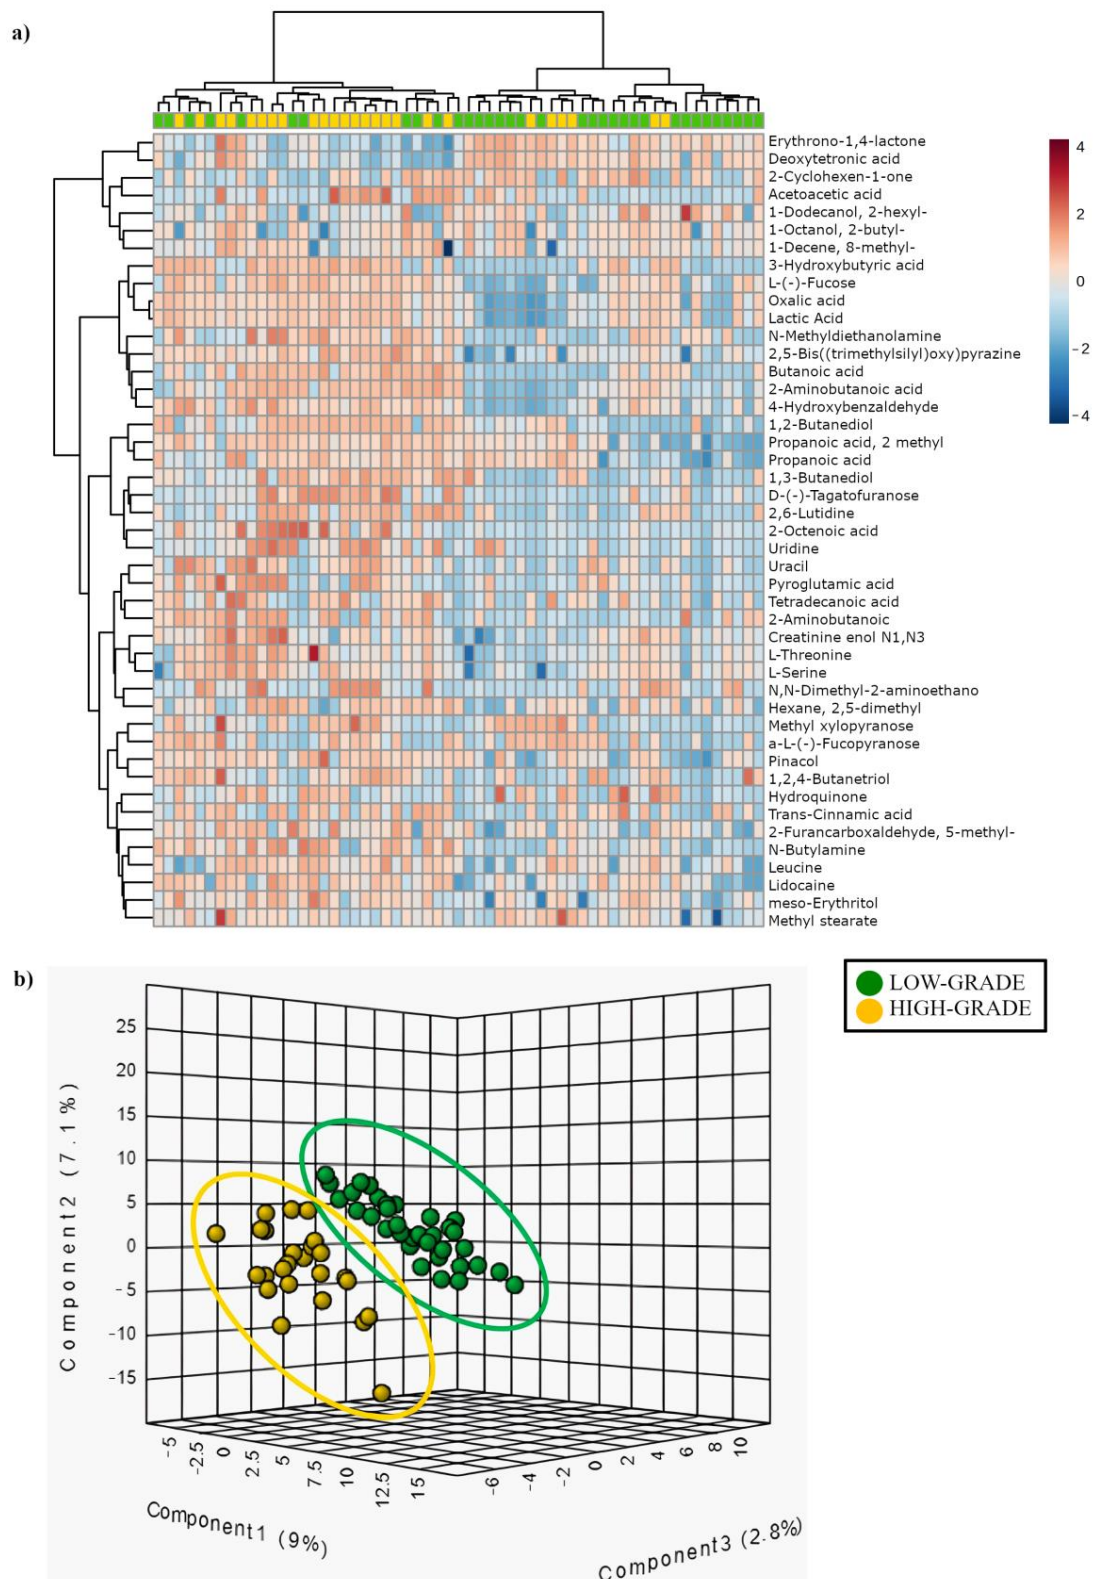 a)
Erythrono-1,4-lactone
Deoxytetronic acid
2-Cyclohexen-1-one
Acetoacetic acid
1-Dodecanol, 2-hexyl-
1-Octanol, 2-butyl-
1-Decene, 8-methyl-
3-Hydroxybutyric acid
L-(-)-Fucose
Oxalic acid
Lactic Acid
N-Methyldiethanolamine
2,5-Bis((trimethylsilyl)oxy)pyrazine
Butanoic acid
2-Aminobutanoic acid
4-Hydroxybenzaldehyde
1,2-Butanediol
Propanoic acid, 2 methyl
Propanoic acid
1,3-Butanediol
D-(-)-Tagatofuranose
2,6-Lutidine
2-Octenoic acid
Uridine
Uracil
Pyroglutamic acid
Tetradecanoic acid
2-Aminobutanoic
Creatinine enol N1,N3
L-Threonine
L-Serine
N,N-Dimethyl-2-aminoethano
Hexane, 2,5-dimethyl
Methyl xylopyranose
a-L-(-)-Fucopyranose
Pinacol
1,2,4-Butanetriol
Hydroquinone
Trans-Cinnamic acid
2-Furancarboxaldehyde, 5-methyl-
N-Butylamine
Leucine
Lidocaine
meso-Erythritol
Methyl stearate
4
2
0
-2
-4
b)
LOW-GRADE
HIGH-GRADE
Component2 (7.1%)
25
20
15
10
5
0
-5
-10
-15
-5
-2.5
0
2.5
5
7.5
10
12.5
15
Component1 (9%)
-6
-4
-2
0
2
4
6
8
10
Component3 (2.8%)